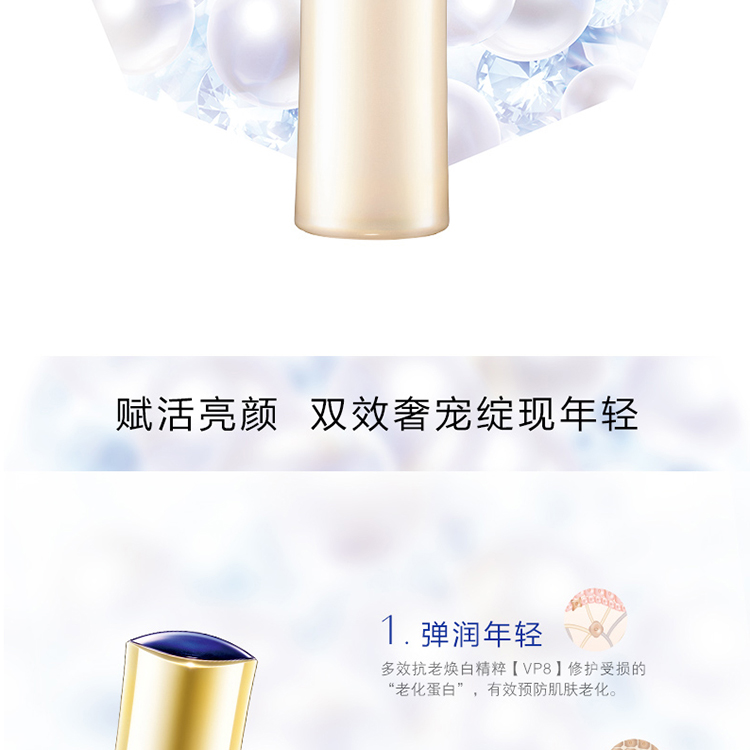 赋活亮颜 双效奢宠绽现年轻
1. 弹润年轻
多效抗老焕白精粹【VP8】修护受损的
“老化蛋白”，有效预防肌肤老化。